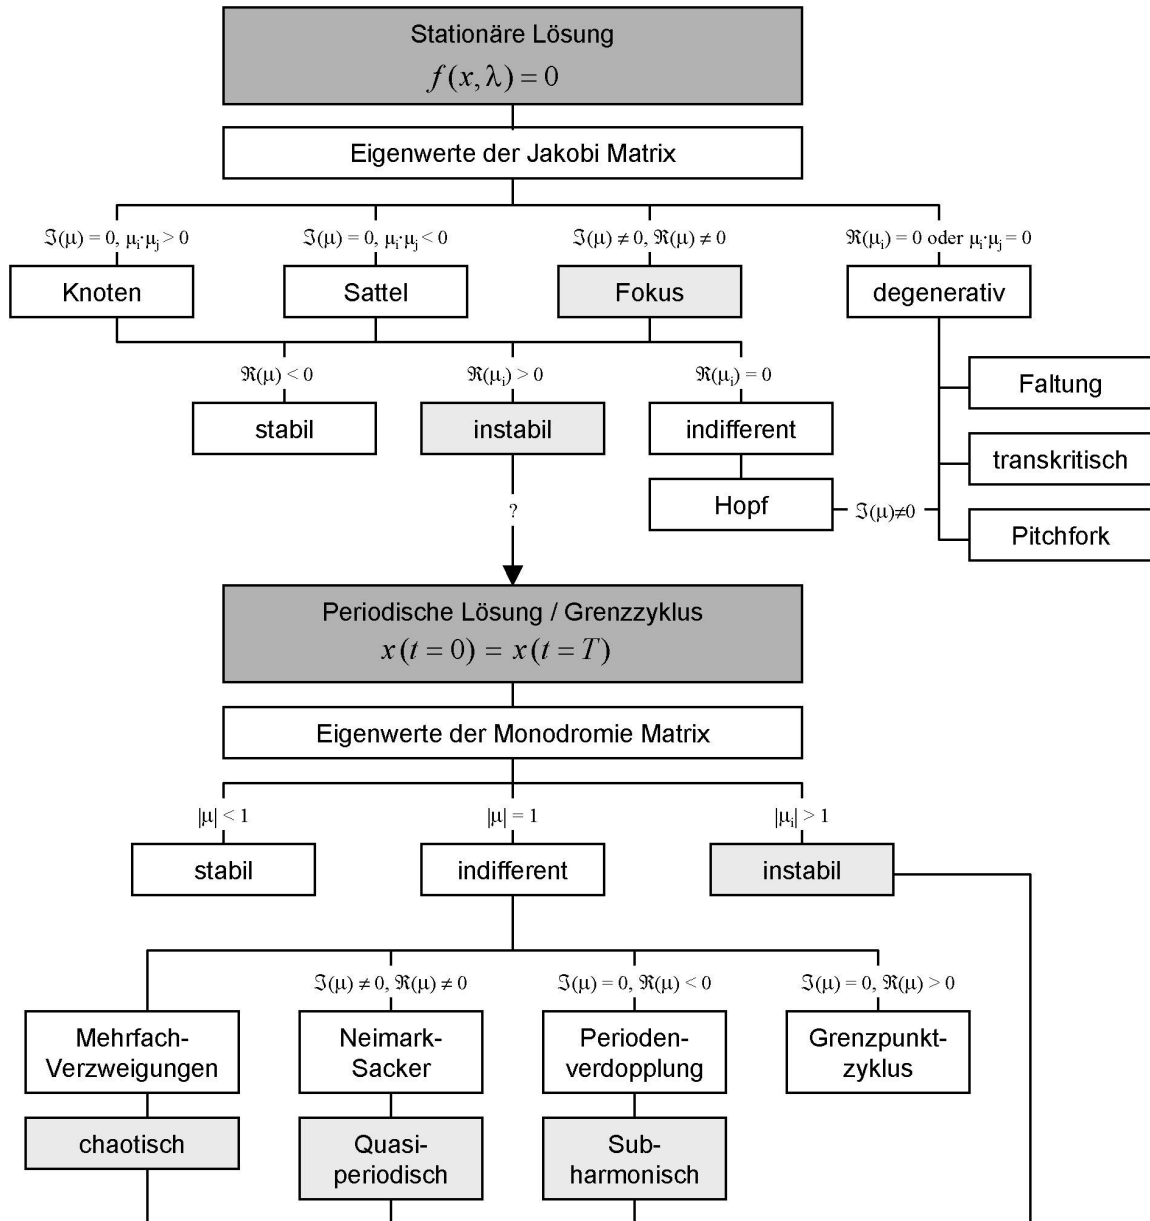 Stationäre Lösung
f(x, λ) = 0
Eigenwerte der Jakobi Matrix
ℑ(μ) = 0, μi·μj > 0
ℑ(μ) = 0, μi·μj < 0
ℑ(μ) ≠ 0, ℜ(μ) ≠ 0
ℜ(μi) = 0 oder μi·μj = 0
Knoten
Sattel
Fokus
degenerativ
ℜ(μ) < 0
ℜ(μi) > 0
ℜ(μi) = 0
Faltung
stabil
instabil
indifferent
transkritisch
Hopf
ℑ(μ)≠0
?
Pitchfork
Periodische Lösung / Grenzzyklus
x(t = 0) = x(t = T)
Eigenwerte der Monodromie Matrix
|μ| < 1
|μ| = 1
|μi| > 1
stabil
indifferent
instabil
ℑ(μ) ≠ 0, ℜ(μ) ≠ 0
ℑ(μ) = 0, ℜ(μ) < 0
ℑ(μ) = 0, ℜ(μ) > 0
Mehrfach-
Verzweigungen
Neimark-
Sacker
Perioden-
verdopplung
Grenzpunkt-
zyklus
chaotisch
Quasi-
periodisch
Sub-
harmonisch